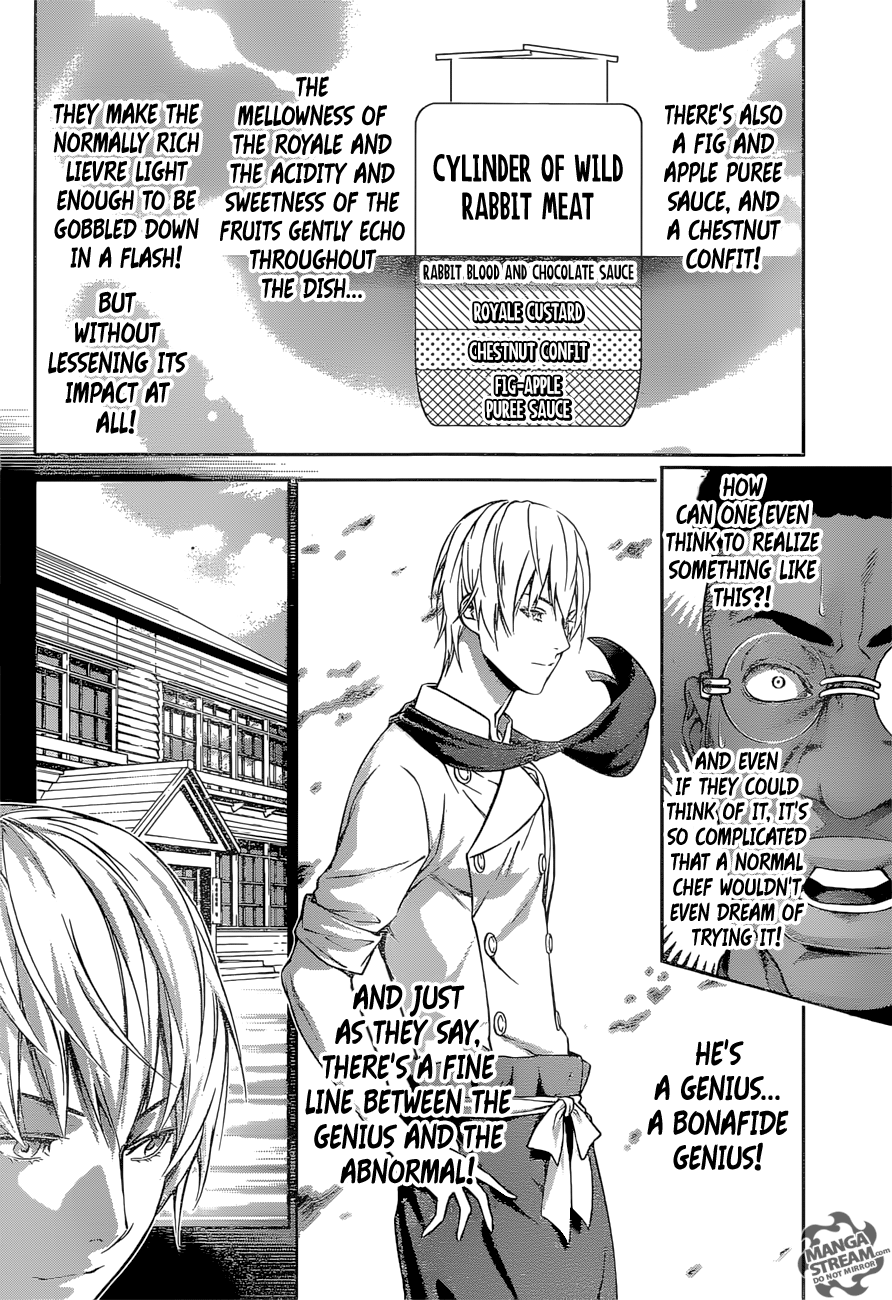 THERE'S ALSO
A FIG AND
APPLE PUREE
SAUCE, AND
A CHESTNUT
CONFIT!
CYLINDER OF WILD
RABBIT MEAT
RABBIT BLOOD AND CHOCOLATE SAUCE
ROYALE CUSTARD
CHESTNUT CONFIT
FIG-APPLE
PUREE SAUCE
THE
MELLOWNESS OF
THE ROYALE AND
THE ACIDITY AND
SWEETNESS OF THE
FRUITS GENTLY ECHO
THROUGHOUT
THE DISH...
THEY MAKE THE
NORMALLY RICH
LIEVRE LIGHT
ENOUGH TO BE
GOBBLED DOWN
IN A FLASH!
BUT
WITHOUT
LESSENING ITS
IMPACT AT
ALL!
HOW
CAN ONE EVEN
THINK TO REALIZE
SOMETHING LIKE
THIS?!
AND EVEN
IF THEY COULD
THINK OF IT, IT'S
SO COMPLICATED
THAT A NORMAL
CHEF WOULDN'T
EVEN DREAM OF
TRYING IT!
HE'S
A GENIUS...
A BONAFIDE
GENIUS!
AND JUST
AS THEY SAY,
THERE'S A FINE
LINE BETWEEN THE
GENIUS AND THE
ABNORMAL!
MANGA
STREAM.com
DO NOT MIRROR!